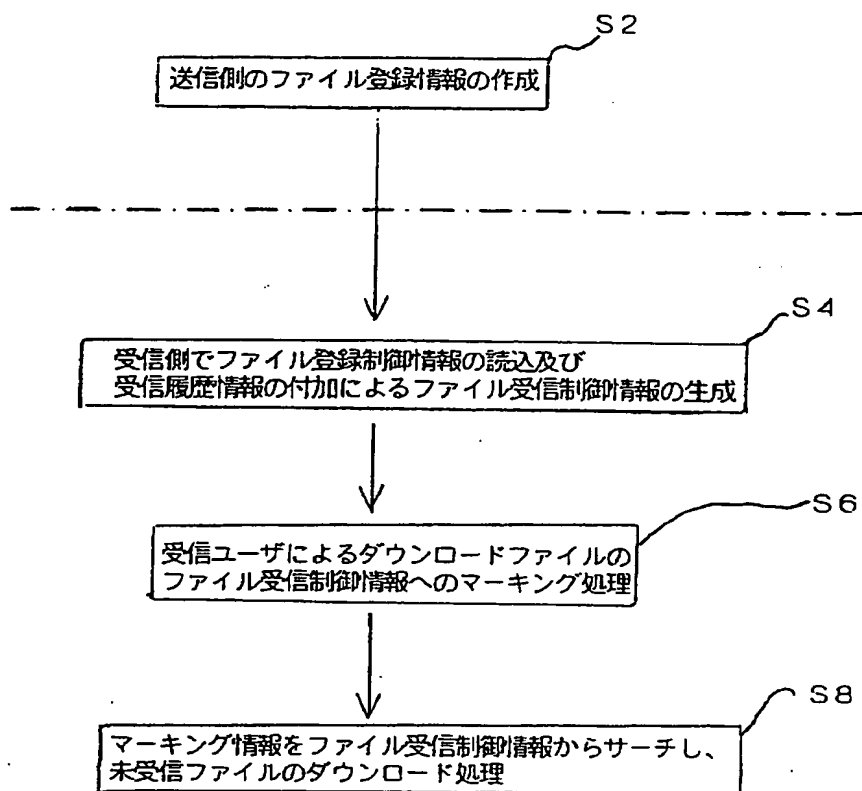 S2
送信側のファイル登録情報の作成
S4
受信側でファイル登録制御情報の読込及び
受信履歴情報の付加によるファイル受信制御情報の生成
S6
受信ユーザによるダウンロードファイルの
ファイル受信制御情報へのマーキング処理
S8
マーキング情報をファイル受信制御情報からサーチし、
未受信ファイルのダウンロード処理